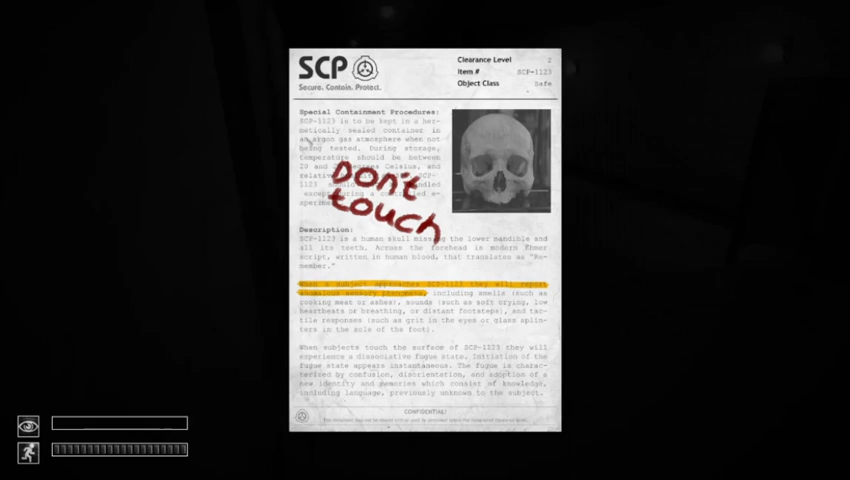 SCP
Secure. Contain. Protect.
Clearance Level 2
Item # SCP-1123
Object Class Safe
Special Containment Procedures:
SCP-1123 is to be kept in a her-
metically sealed container in
an argon gas atmosphere when not
being tested. During storage,
temperature should be between
20 and Celsius, and
relative
1123 should
except during a e-
Don't
touch
Description:
SCP-1123 is a human skull missing the lower mandible and
all its teeth. Across the forehead is modern Khmer
script, written in human blood, that translates as "Re-
member."
When a subject approaches SCP-1123 they will report
anomalous sensory phenomena, including smells (such as
cooking meat or ashes), sounds (such as soft crying, low
heartbeats or breathing, or distant footsteps), and tac-
tile responses (such as grit in the eyes or glass splin-
ters in the sole of the foot).
When subjects touch the surface of SCP-1123 they will
experience a dissociative fugue state. Initiation of the
fugue state appears instantaneous. The fugue is charac-
terized by confusion, disorientation, and adoption of a
new identity and memories which consist of knowledge,
including language, previously unknown to the subject.
CONFIDENTIAL!